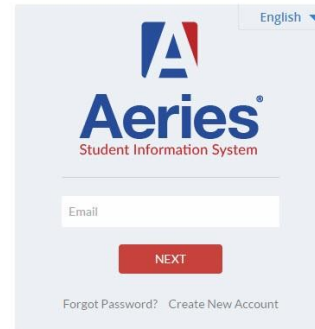 English
Aeries®
Student Information System
Email
NEXT
Forgot Password? Create New Account